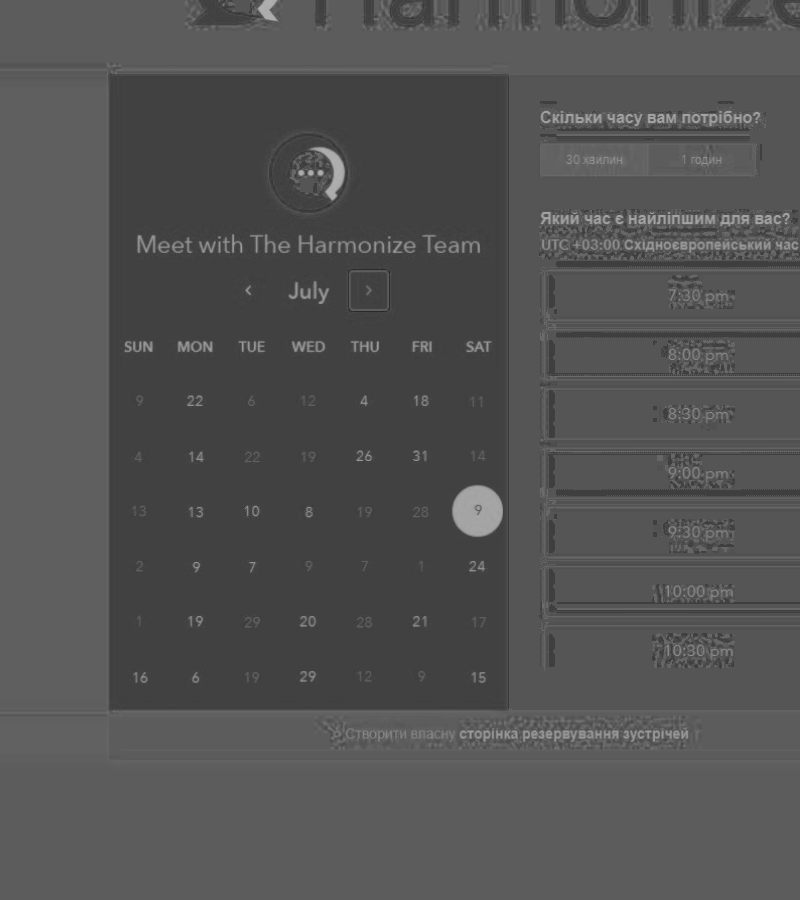 Harmonize
Meet with The Harmonize Team
July
SUN MON TUE WED THU FRI SAT
9 22 6 12 4 18 11
4 14 22 19 26 31 14
13 13 10 8 19 28 9
2 9 7 9 7 1 24
1 19 29 20 28 21 17
16 6 19 29 12 9 15
Скільки часу вам потрібно?
30 хвилин 1 годин
Який час є найліпшим для вас?
UTC +03:00 Східноєвропейський час
7:30 pm
8:00 pm
8:30 pm
9:00 pm
9:30 pm
10:00 pm
10:30 pm
Створити власну сторінка резервування зустрічей